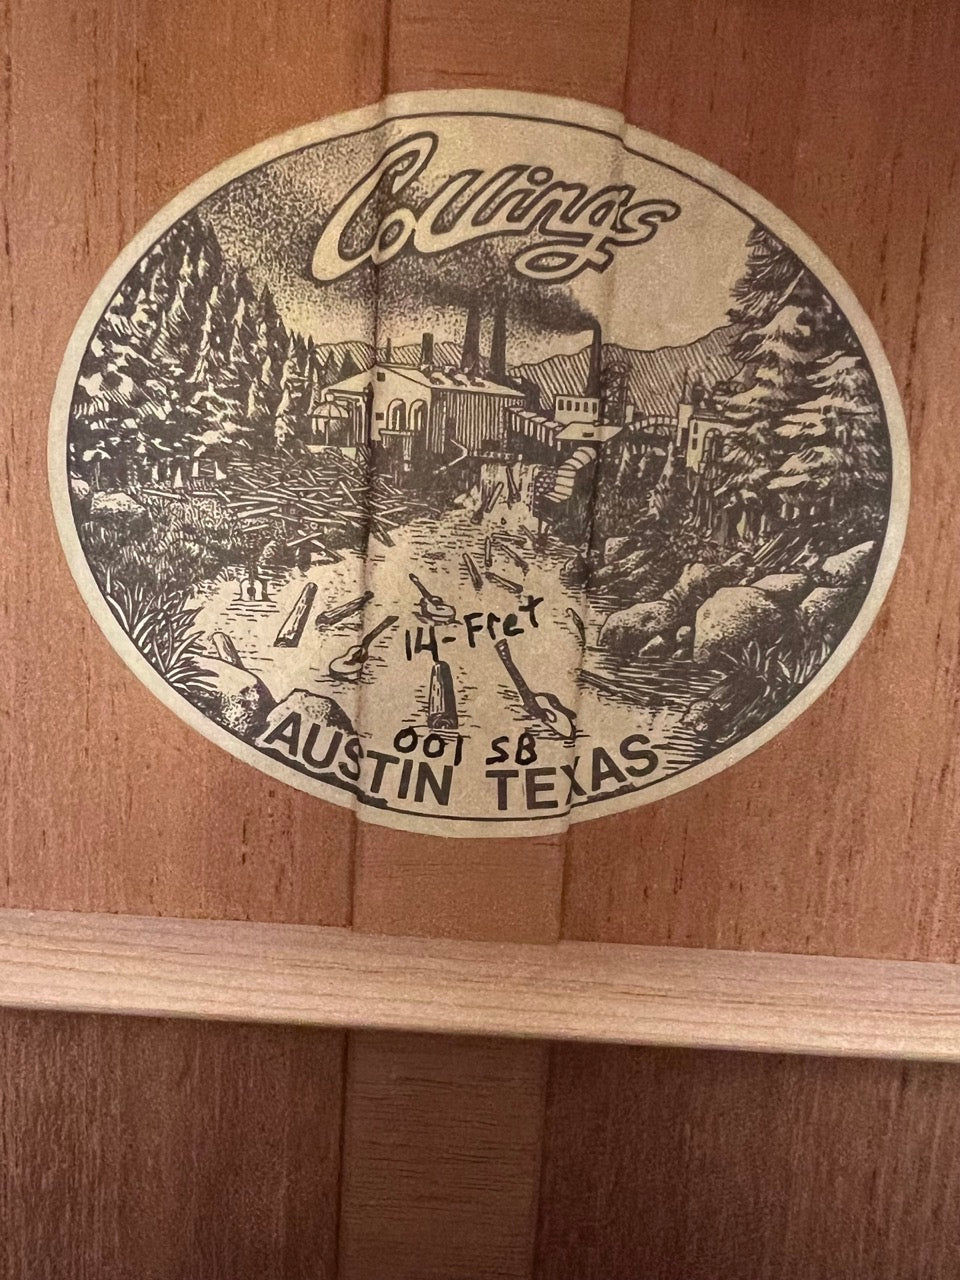 Collings
14-Fret
001 SB
AUSTIN TEXAS